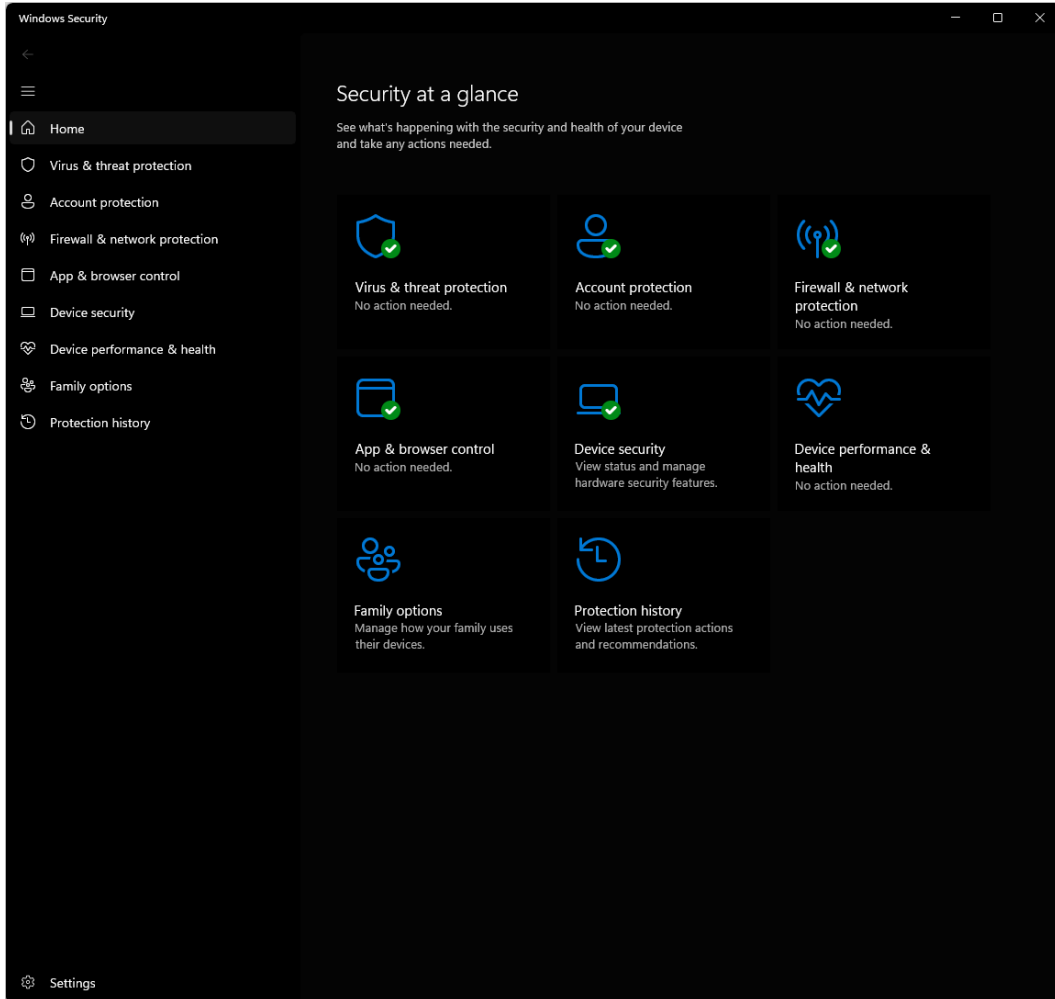 Windows Security
Home
Virus & threat protection
Account protection
Firewall & network protection
App & browser control
Device security
Device performance & health
Family options
Protection history
Settings
Security at a glance
See what's happening with the security and health of your device
and take any actions needed.
Virus & threat protection
No action needed.
Account protection
No action needed.
Firewall & network
protection
No action needed.
App & browser control
No action needed.
Device security
View status and manage
hardware security features.
Device performance &
health
No action needed.
Family options
Manage how your family uses
their devices.
Protection history
View latest protection actions
and recommendations.